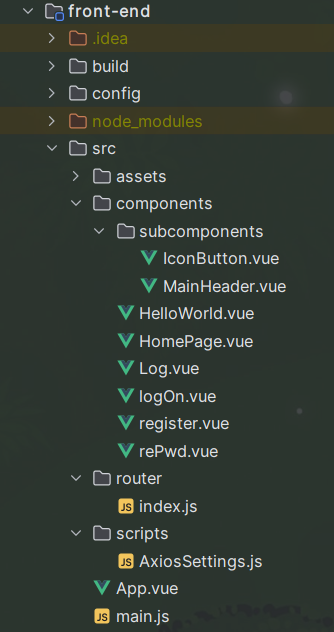 front-end
.idea
build
config
node_modules
src
assets
components
subcomponents
IconButton.vue
MainHeader.vue
HelloWorld.vue
HomePage.vue
Log.vue
logOn.vue
register.vue
rePwd.vue
router
JS index.js
scripts
JS AxiosSettings.js
App.vue
JS main.js